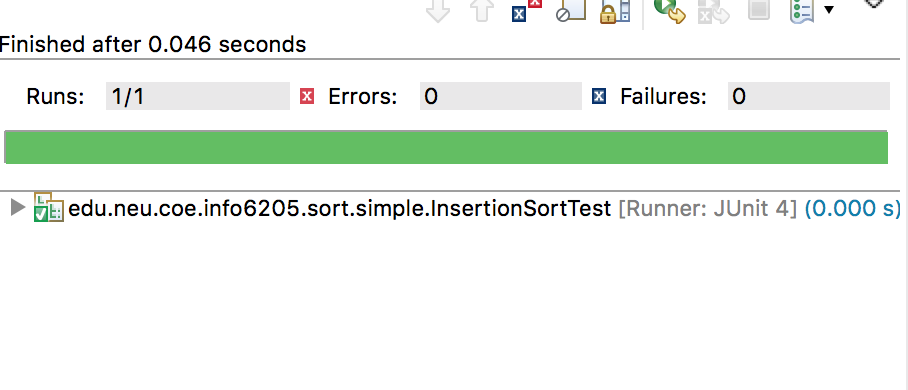 Finished after 0.046 seconds
Runs: 1/1 Errors: 0 Failures: 0
edu.neu.coe.info6205.sort.simple.InsertionSortTest [Runner: JUnit 4] (0.000 s)